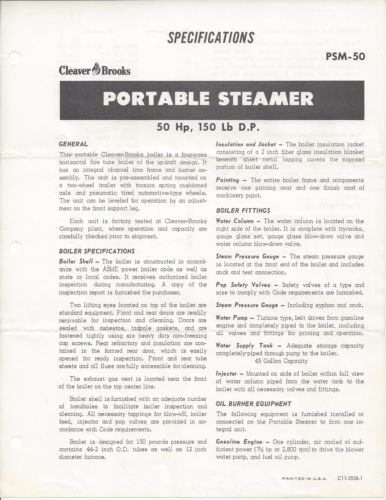 SPECIFICATIONS
PSM-50
Cleaver Brooks
PORTABLE STEAMER
50 Hp, 150 Lb D.P.
GENERAL
This portable Cleaver-Brooks boiler is a four-pass
horizontal fire tube boiler of the updraft design. It
has an integral channel iron frame and burner as-
sembly. The unit is pre-assembled and mounted on
a two-wheel trailer with torsion spring cushioned
axle and pneumatic tired automotive-type wheels.
The unit can be leveled for operation by an adjust-
ment on the front support leg.
Each unit is factory tested at Cleaver-Brooks
Company plant, where operation and capacity are
carefully checked prior to shipment.
BOILER SPECIFICATIONS
Boiler Shell - The boiler is constructed in accord-
ance with the ASME power boiler code as well as
state or local codes. It receives authorized boiler
inspection during manufacturing. A copy of the
inspection report is furnished.
Two lifting eyes located on top of the boiler are
standard equipment. Front and rear doors are readily
removable for inspection and cleaning. Doors are
sealed with asbestos, tadpole gaskets, and are
fastened tightly using six heavy duty non-freezing
cap screws. Rear refractory and insulation are con-
tained in the formed rear door, which is easily
opened for ready inspection. Front and rear tube
sheets and all flues are fully accessible for cleaning.
The exhaust gas vent is located near the front
of the boiler on the top center line.
Boiler shell is furnished with an adequate number
of handholes to facilitate boiler inspection and
cleaning. All necessary tappings for blow-off, boiler
feed, injector and pop valves are provided in ac-
cordance with Code requirements.
Boiler is designed for 150 pounds pressure and
contains 44-2 inch O.D. tubes as well as 12 inch
diameter furnace.
Insulation and Jacket - The boiler insulation jacket
consisting of a 2 inch fiber glass insulation blanket
beneath sheet metal lagging covers the exposed
portion of boiler shell.
Painting - The entire boiler frame and components
receive one priming coat and one finish coat of
machinery paint.
BOILER FITTINGS
Water Column - The water column is located on the
right side of the boiler. It is complete with trycocks,
gauge glass set, gauge glass blow-down valve and
water column blow-down valve.
Steam Pressure Gauge - The steam pressure gauge
is located at the front end of the boiler and includes
cock and test connection.
Pop Safety Valves - Safety valves of a type and
size to comply with Code requirements are furnished.
Steam Pressure Gauge - Including syphon and cock.
Water Pump - Turbine type, belt driven from gasoline
engine and completely piped to the boiler, including
all valves and fittings for priming and operation.
Water Supply Tank - Adequate storage capacity
completely piped through pump to the boiler.
45 Gallon Capacity.
Injector - Mounted on side of boiler within full view
of water column piped from the water tank to the
boiler with all necessary valves and fittings.
OIL BURNER EQUIPMENT
The following equipment is furnished installed or
connected on the Portable Steamer to form one in-
tegral unit.
Gasoline Engine - One cylinder, air cooled of suf-
ficient power (7½ hp at 2,800 rpm) to drive the blower
water pump, and fuel oil pump.
PRINTED IN U.S.A.